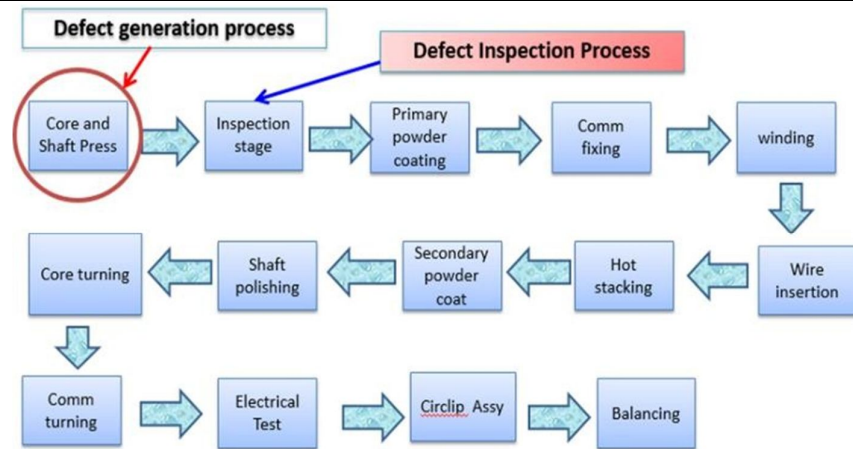 Defect generation process
Defect Inspection Process
Core and
Shaft Press
Inspection
stage
Primary
powder
coating
Comm
fixing
winding
Core turning
Shaft
polishing
Secondary
powder
coat
Hot
stacking
Wire
insertion
Comm
turning
Electrical
Test
Circlip Assy
Balancing